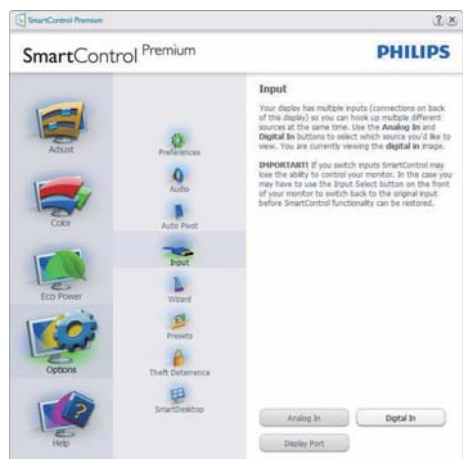 SmartControl Premium
SmartControl Premium
PHILIPS
Adjust
Color
Eco Power
Options
Help
Preferences
Audio
Auto Pivot
Input
Wizard
Presets
Theft Deterrence
SmartDesktop
Input
Your display has multiple inputs (connections on back
of this display) so you can hook up multiple different
sources at the same time. Use the Analog In and
Digital In buttons to select which source you'd like to
view. You are currently viewing the digital in image.
IMPORTANT! If you switch inputs SmartControl may
lose the ability to control your monitor. In this case you
may have to use the Input Select button on the front
of your monitor to switch back to the original input
before SmartControl functionality can be restored.
Analog In
Digital In
Display Port